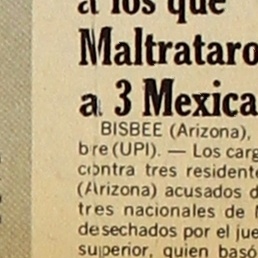 a los que
Maltrataro
a 3 Mexica
BISBEE (Arizona),
bre (UPI). — Los carg
contra tres resident
(Arizona) acusados d
tres nacionales de
desechados por el jue
superior, quien basó